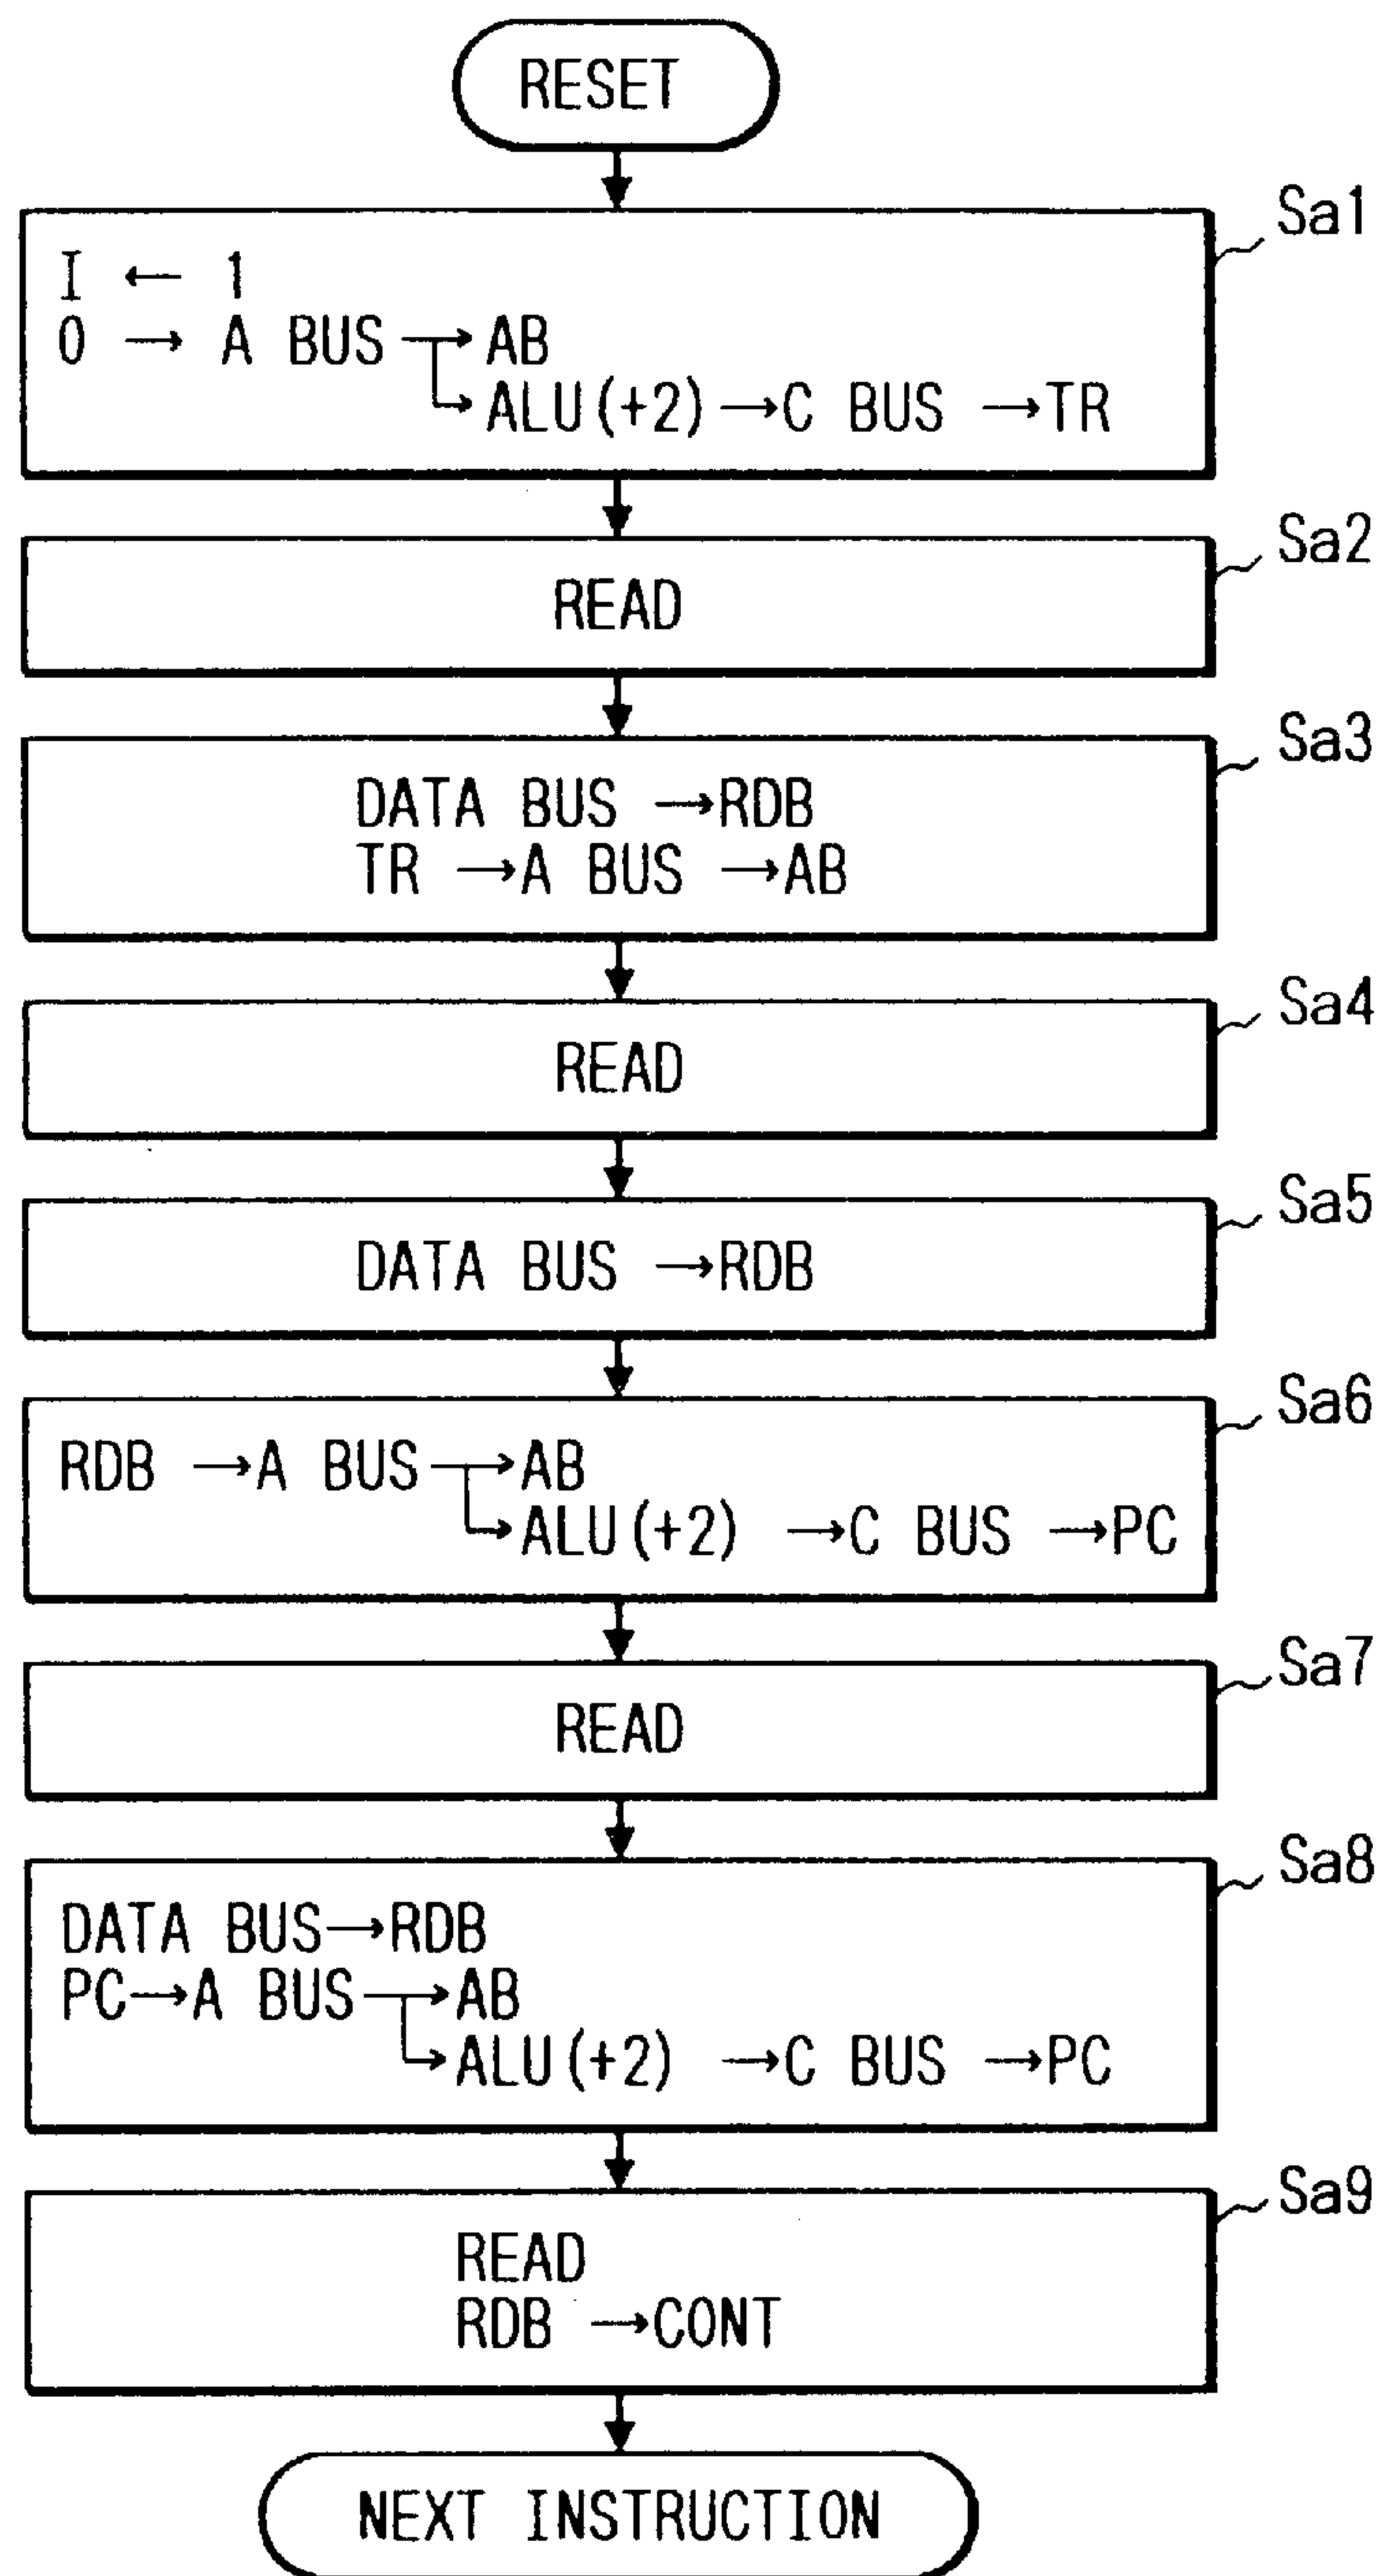 RESET
Sa1
I ← 1
0 → A BUS → AB
→ ALU(+2) → C BUS → TR
Sa2
READ
Sa3
DATA BUS → RDB
TR → A BUS → AB
Sa4
READ
Sa5
DATA BUS → RDB
Sa6
RDB → A BUS → AB
→ ALU(+2) → C BUS → PC
Sa7
READ
Sa8
DATA BUS → RDB
PC → A BUS → AB
→ ALU(+2) → C BUS → PC
Sa9
READ
RDB → CONT
NEXT INSTRUCTION